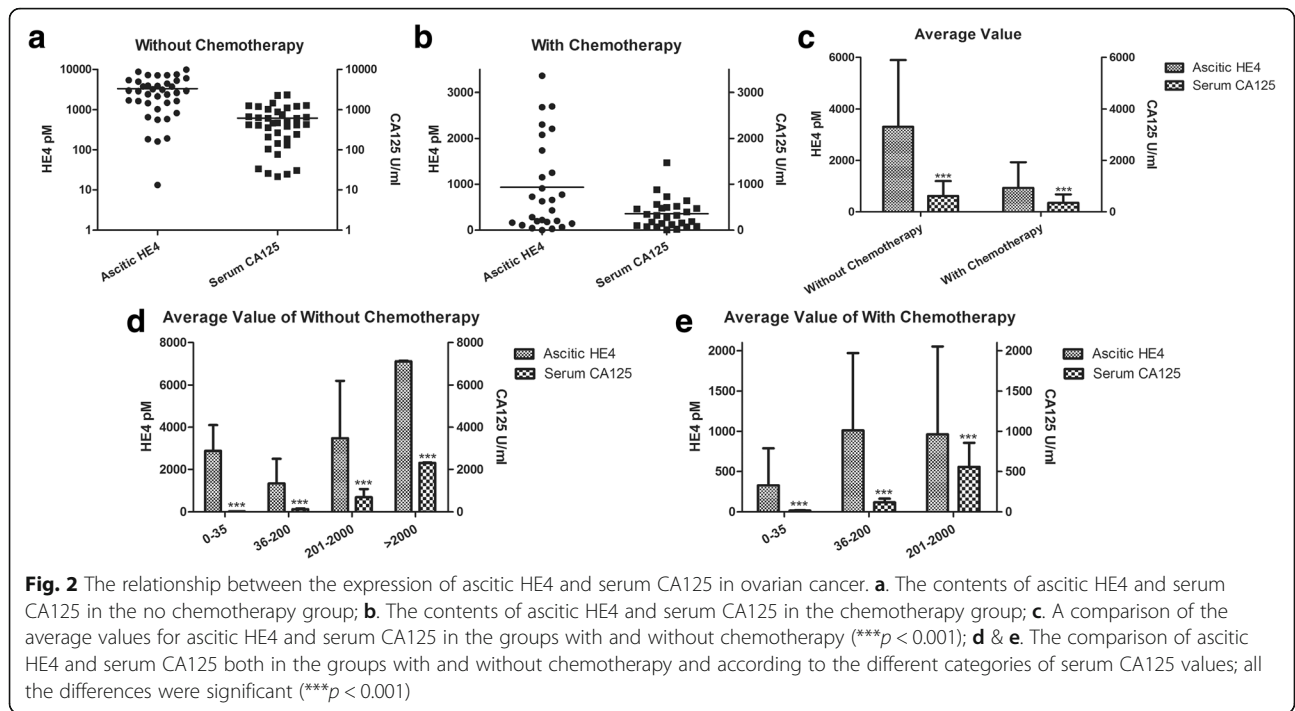 a
Without Chemotherapy
10000
1000
100
10
1
HE4 pM
10000
1000
100
10
1
CA125 U/ml
Ascitic HE4
Serum CA125
b
With Chemotherapy
3000
2000
1000
0
HE4 pM
3000
2000
1000
0
CA125 U/ml
Ascitic HE4
Serum CA125
c
Average Value
6000
4000
2000
0
HE4 pM
6000
4000
2000
0
CA125 U/ml
***
***
Without Chemotherapy
With Chemotherapy
Ascitic HE4
Serum CA125
d
Average Value of Without Chemotherapy
8000
6000
4000
2000
0
HE4 pM
8000
6000
4000
2000
0
CA125 U/ml
***
***
***
***
0-35
36-200
201-2000
>2000
Ascitic HE4
Serum CA125
e
Average Value of With Chemotherapy
2000
1500
1000
500
0
HE4 pM
2000
1500
1000
500
0
CA125 U/ml
***
***
***
0-35
36-200
201-2000
Ascitic HE4
Serum CA125
Fig. 2 The relationship between the expression of ascitic HE4 and serum CA125 in ovarian cancer. a. The contents of ascitic HE4 and serum
CA125 in the no chemotherapy group; b. The contents of ascitic HE4 and serum CA125 in the chemotherapy group; c. A comparison of the
average values for ascitic HE4 and serum CA125 in the groups with and without chemotherapy (***p < 0.001); d & e. The comparison of ascitic
HE4 and serum CA125 both in the groups with and without chemotherapy and according to the different categories of serum CA125 values; all
the differences were significant (***p < 0.001)